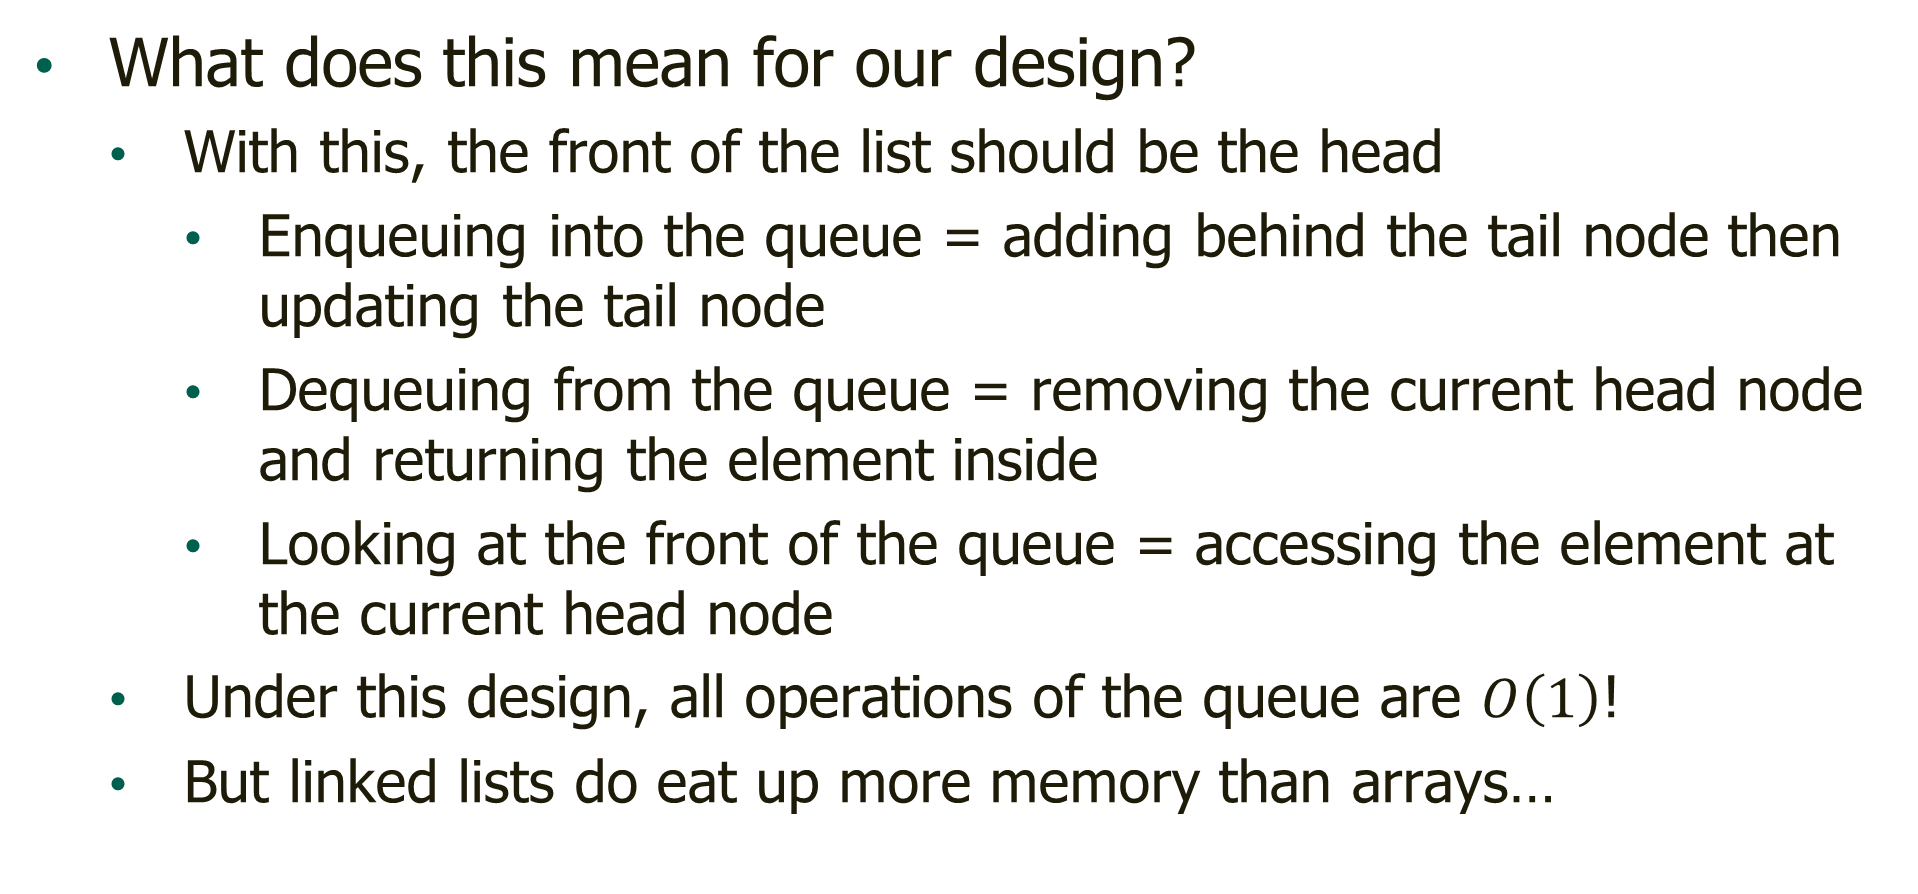 • What does this mean for our design?
• With this, the front of the list should be the head
• Enqueuing into the queue = adding behind the tail node then
updating the tail node
• Dequeuing from the queue = removing the current head node
and returning the element inside
• Looking at the front of the queue = accessing the element at
the current head node
• Under this design, all operations of the queue are O(1)!
• But linked lists do eat up more memory than arrays…